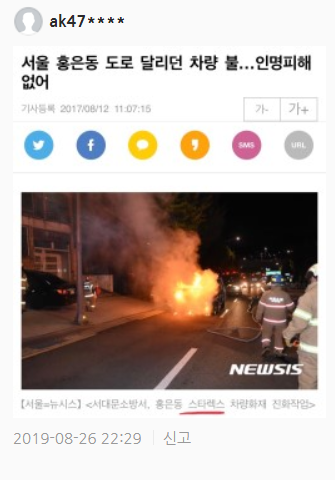 ak47****
서울 홍은동 도로 달리던 차량 불…인명피해
없어
기사등록 2017/08/12 11:07:15
가-
가+
SMS
URL
NEWSIS
【서울=뉴시스】 <서대문소방서, 홍은동 스타렉스 차량화재 진화작업>
2019-08-26 22:29
신고